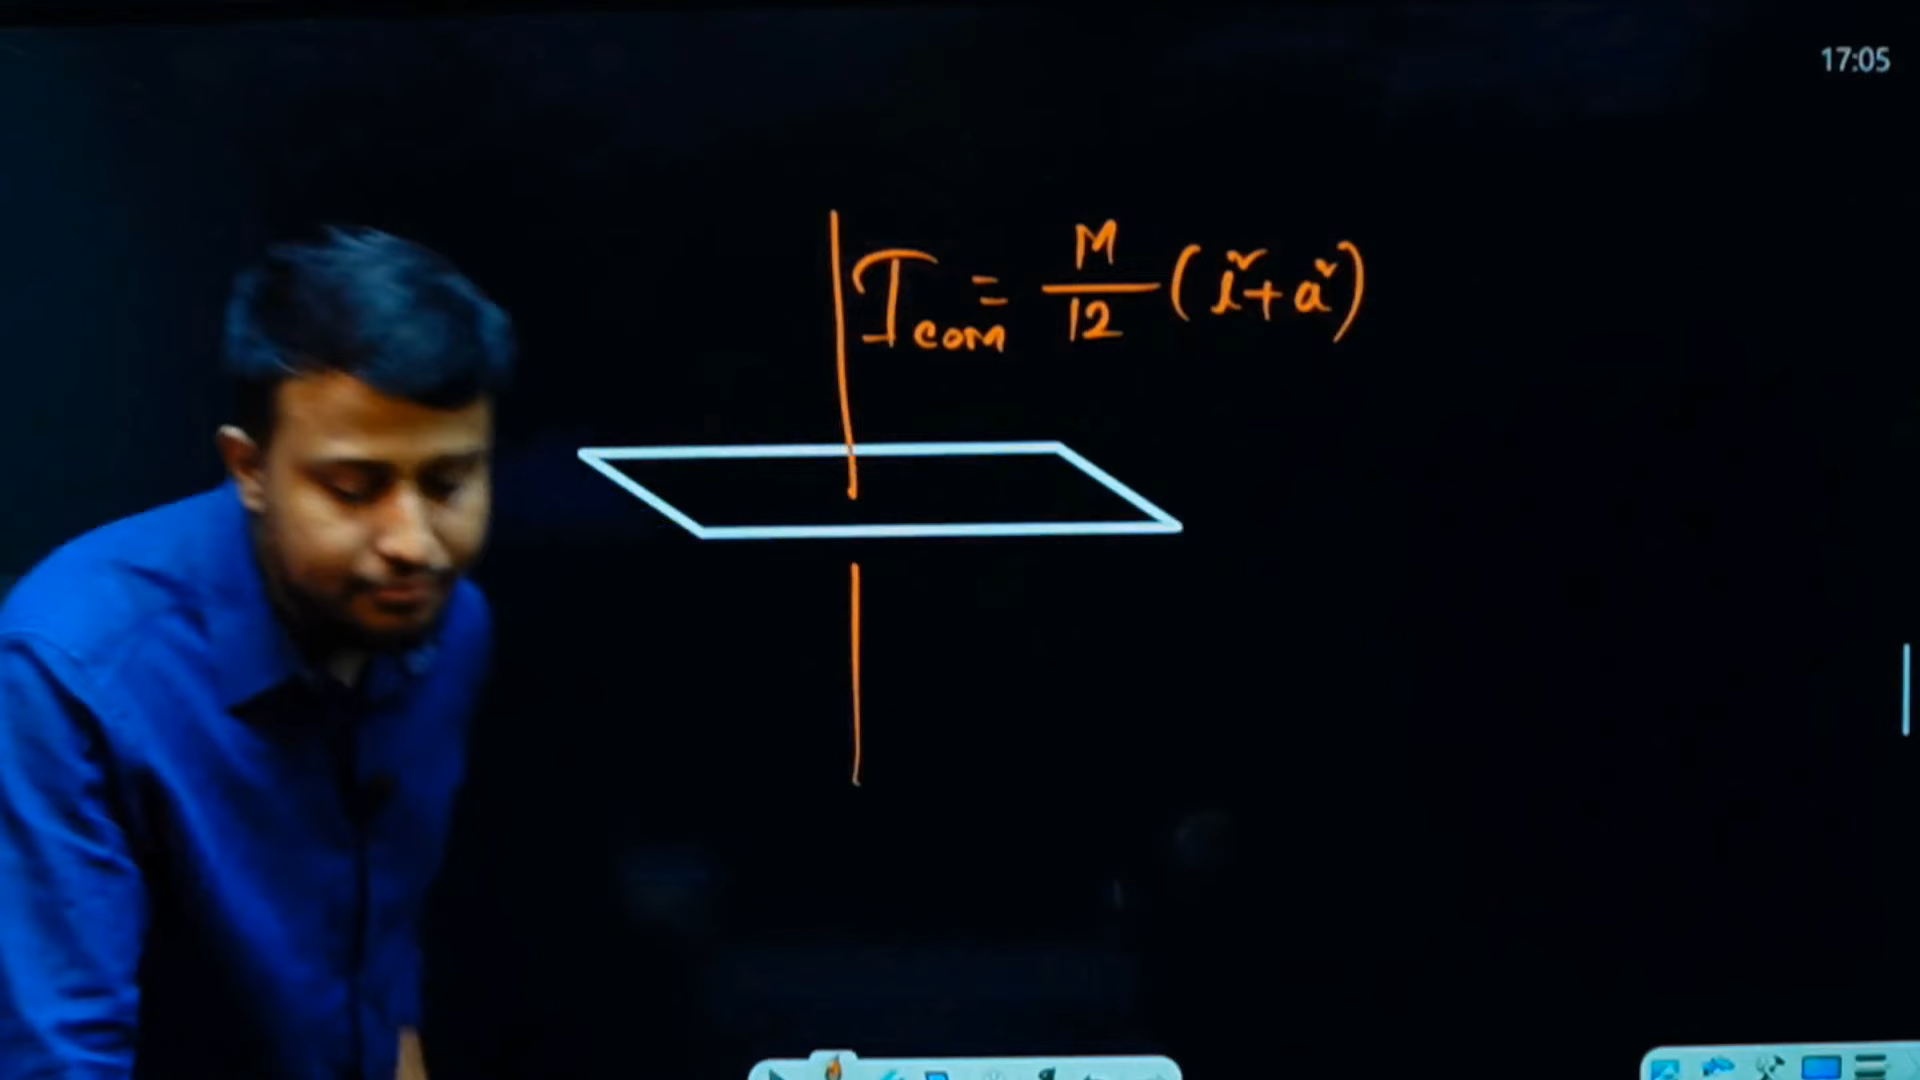 17:05
I_com = M/12 (l² + a²)